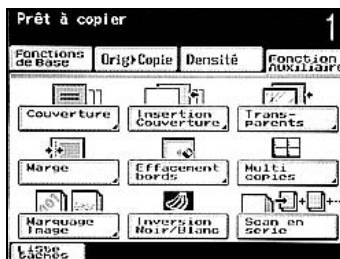 Prêt à copier 1
Fonctions de Base
Orig▸Copie
Densité
Fonction Auxiliaire
Couverture
Insertion Couverture
Trans-parents
Marge
Effacement bords
Multi copies
Marquage Image
Inversion Noir/Blanc
Scan en serie
Liste tâches